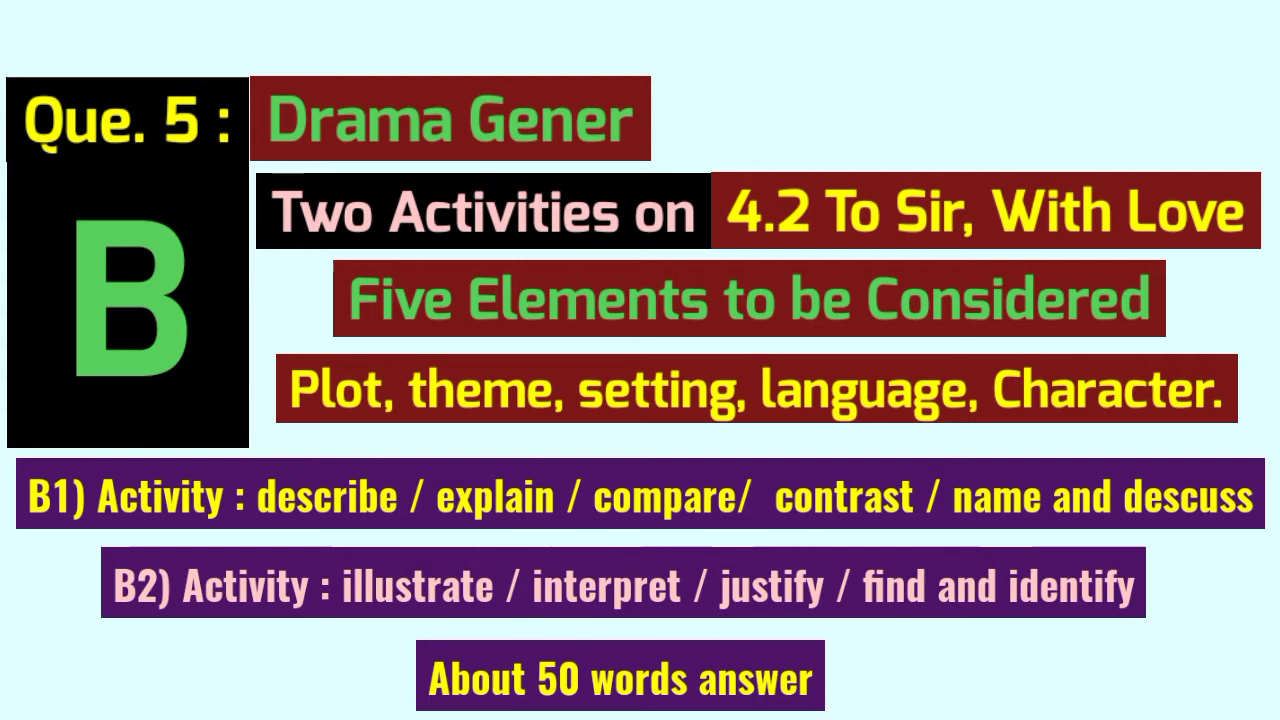 Que. 5 : Drama Gener
B
Two Activities on 4.2 To Sir, With Love
Five Elements to be Considered
Plot, theme, setting, language, Character.
B1) Activity : describe / explain / compare/ contrast / name and descuss
B2) Activity : illustrate / interpret / justify / find and identify
About 50 words answer